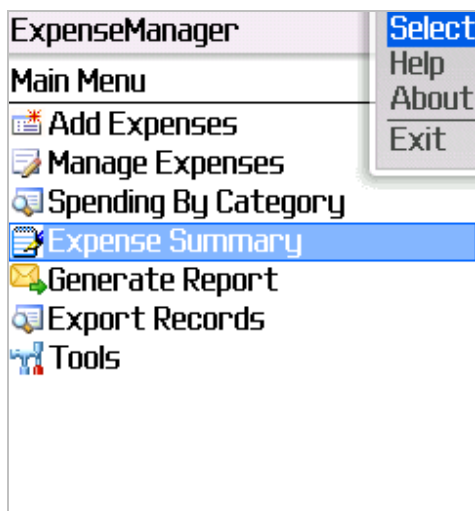 ExpenseManager
Main Menu
Add Expenses
Manage Expenses
Spending By Category
Expense Summary
Generate Report
Export Records
Tools
Select
Help
About
Exit